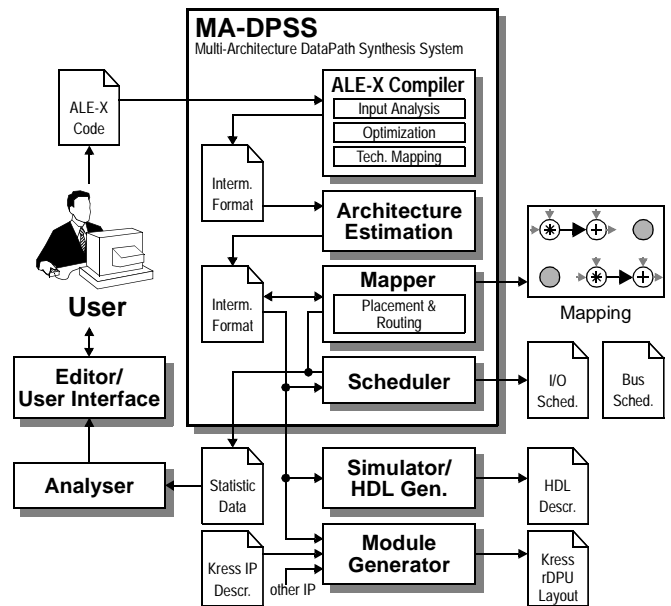 MA-DPSS
Multi-Architecture DataPath Synthesis System
ALE-X
Code
ALE-X Compiler
Input Analysis
Optimization
Tech. Mapping
Interm.
Format
Architecture
Estimation
User
Interm.
Format
Mapper
Placement &
Routing
Mapping
Editor/
User Interface
Scheduler
I/O
Sched.
Bus
Sched.
Analyser
Statistic
Data
Simulator/
HDL Gen.
HDL
Descr.
Kress IP
Descr.
other IP
Module
Generator
Kress
rDPU
Layout